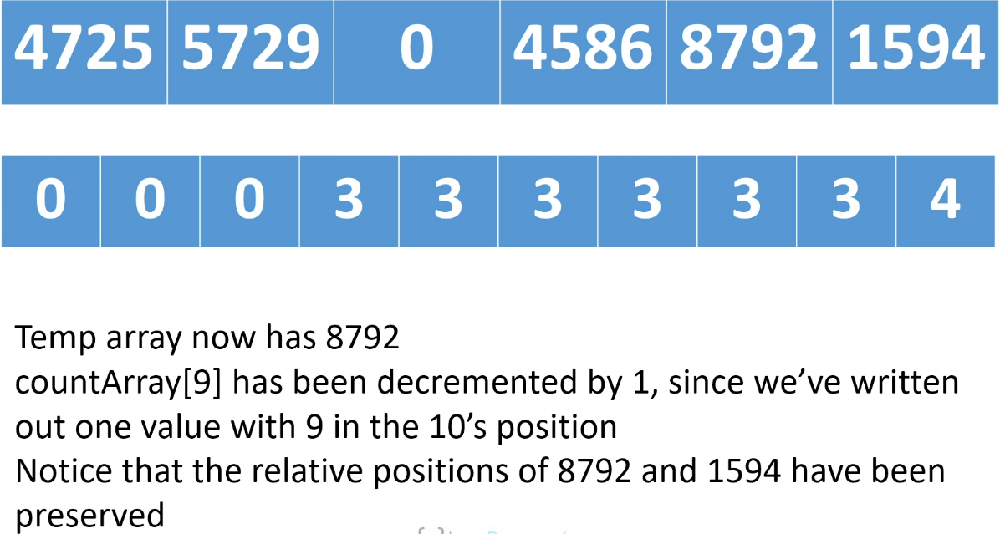 4725 5729 0 4586 8792 1594
0 0 0 3 3 3 3 3 3 4
Temp array now has 8792
countArray[9] has been decremented by 1, since we’ve written
out one value with 9 in the 10’s position
Notice that the relative positions of 8792 and 1594 have been
preserved